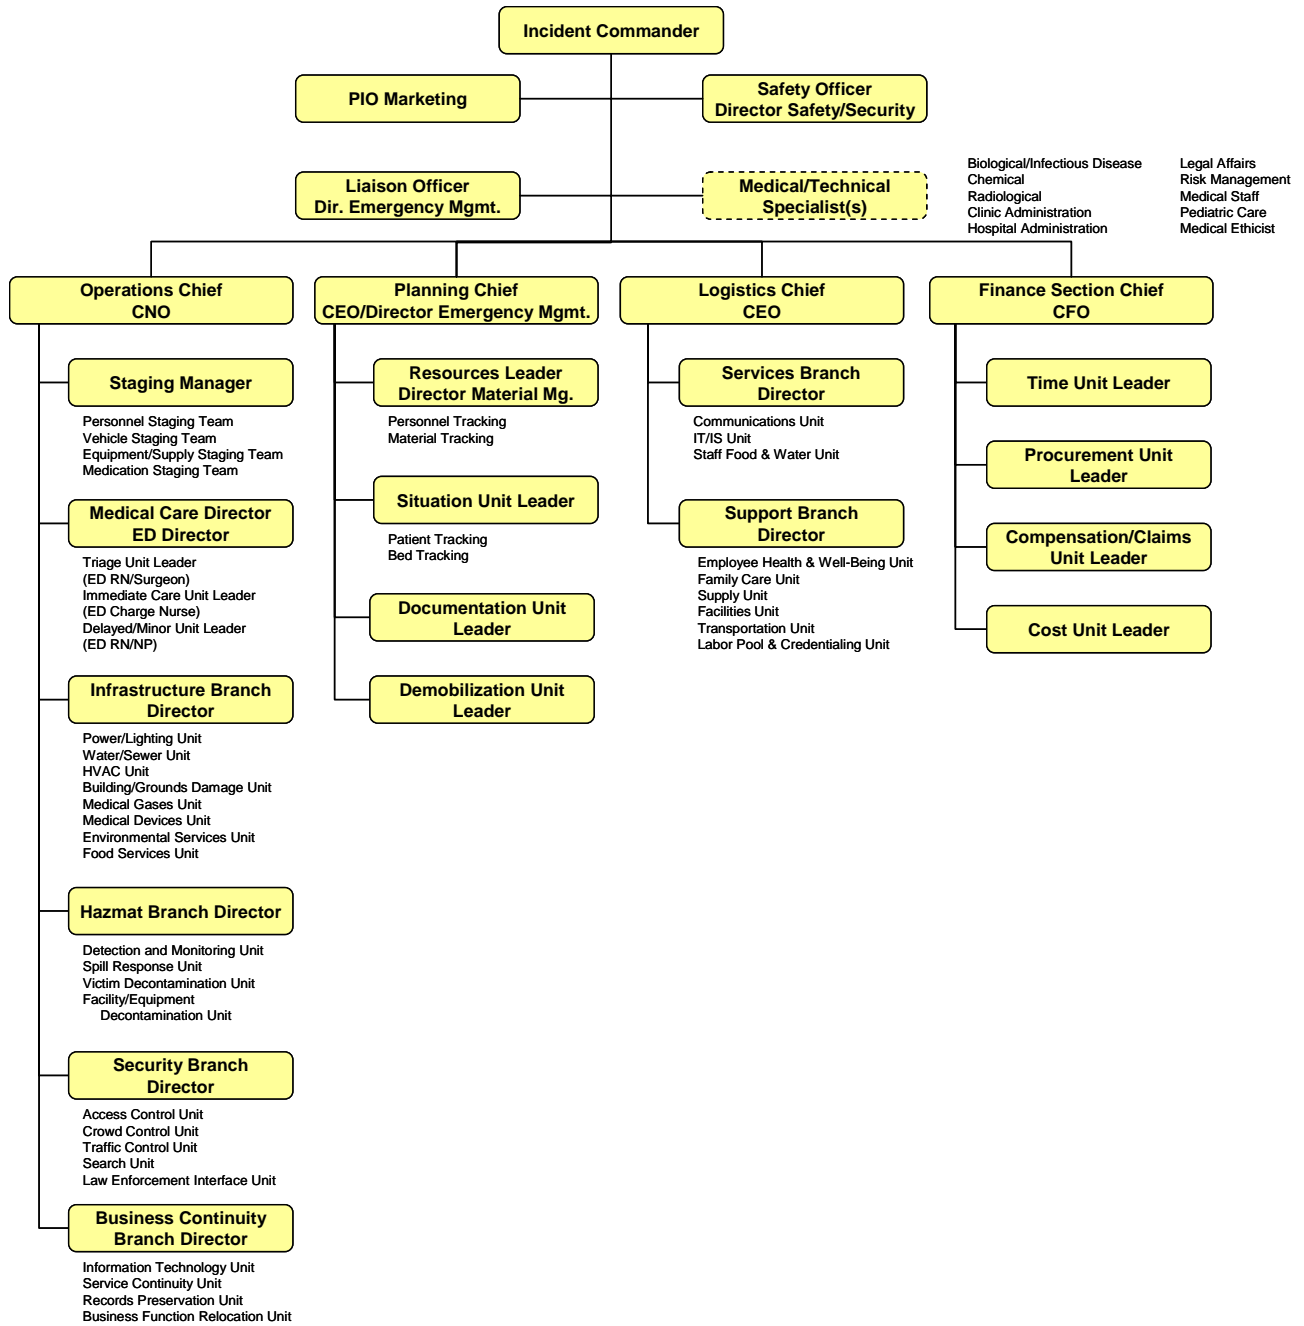 Incident Commander
PIO Marketing
Safety Officer
Director Safety/Security
Liaison Officer
Dir. Emergency Mgmt.
Medical/Technical
Specialist(s)
Biological/Infectious Disease
Chemical
Radiological
Clinic Administration
Hospital Administration
Legal Affairs
Risk Management
Medical Staff
Pediatric Care
Medical Ethicist
Operations Chief
CNO
Staging Manager
Personnel Staging Team
Vehicle Staging Team
Equipment/Supply Staging Team
Medication Staging Team
Medical Care Director
ED Director
Triage Unit Leader
(ED RN/Surgeon)
Immediate Care Unit Leader
(ED Charge Nurse)
Delayed/Minor Unit Leader
(ED RN/NP)
Infrastructure Branch
Director
Power/Lighting Unit
Water/Sewer Unit
HVAC Unit
Building/Grounds Damage Unit
Medical Gases Unit
Medical Devices Unit
Environmental Services Unit
Food Services Unit
Hazmat Branch Director
Detection and Monitoring Unit
Spill Response Unit
Victim Decontamination Unit
Facility/Equipment
Decontamination Unit
Security Branch
Director
Access Control Unit
Crowd Control Unit
Traffic Control Unit
Search Unit
Law Enforcement Interface Unit
Business Continuity
Branch Director
Information Technology Unit
Service Continuity Unit
Records Preservation Unit
Business Function Relocation Unit
Planning Chief
CEO/Director Emergency Mgmt.
Resources Leader
Director Material Mg.
Personnel Tracking
Material Tracking
Situation Unit Leader
Patient Tracking
Bed Tracking
Documentation Unit
Leader
Demobilization Unit
Leader
Logistics Chief
CEO
Services Branch
Director
Communications Unit
IT/IS Unit
Staff Food & Water Unit
Support Branch
Director
Employee Health & Well-Being Unit
Family Care Unit
Supply Unit
Facilities Unit
Transportation Unit
Labor Pool & Credentialing Unit
Finance Section Chief
CFO
Time Unit Leader
Procurement Unit
Leader
Compensation/Claims
Unit Leader
Cost Unit Leader